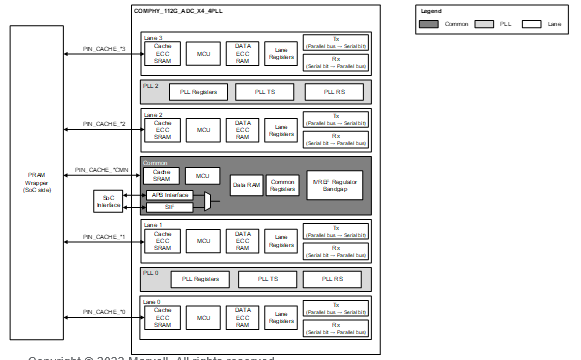 COMPHY_112G_ADC_X4_4PLL
Legend
Common
PLL
Lane
PRAM
Wrapper
(SoC side)
PIN_CACHE_*3
Lane 3
Cache
ECC
SRAM
MCU
DATA
ECC
RAM
Lane
Registers
Tx
(Parallel bus → Serial bit)
Rx
(Serial bit → Parallel bus)
PLL 2
PLL Registers
PLL TS
PLL RS
PIN_CACHE_*2
Lane 2
Cache
ECC
SRAM
MCU
DATA
ECC
RAM
Lane
Registers
Tx
(Parallel bus → Serial bit)
Rx
(Serial bit → Parallel bus)
PIN_CACHE_*CMN
Common
Cache
SRAM
MCU
Data RAM
Common
Registers
IVREF Regulator
Bandgap
SoC
Interface
APB Interface
SIF
PIN_CACHE_*1
Lane 1
Cache
ECC
SRAM
MCU
DATA
ECC
RAM
Lane
Registers
Tx
(Parallel bus → Serial bit)
Rx
(Serial bit → Parallel bus)
PLL 0
PLL Registers
PLL TS
PLL RS
PIN_CACHE_*0
Lane 0
Cache
ECC
SRAM
MCU
DATA
ECC
RAM
Lane
Registers
Tx
(Parallel bus → Serial bit)
Rx
(Serial bit → Parallel bus)
Copyright © 2023 Marvell. All rights reserved